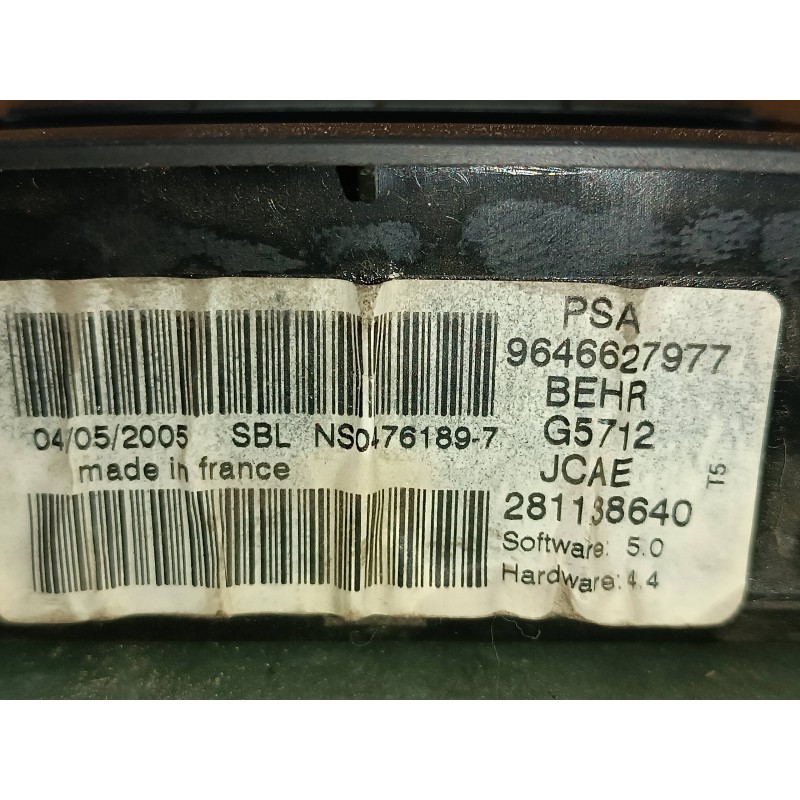 PSA
9646627977
BEHR
G5712
JCAE
281138640
Software: 5.0
Hardware: 4.4
T5
04/05/2005 SBL NS0476189-7
made in france